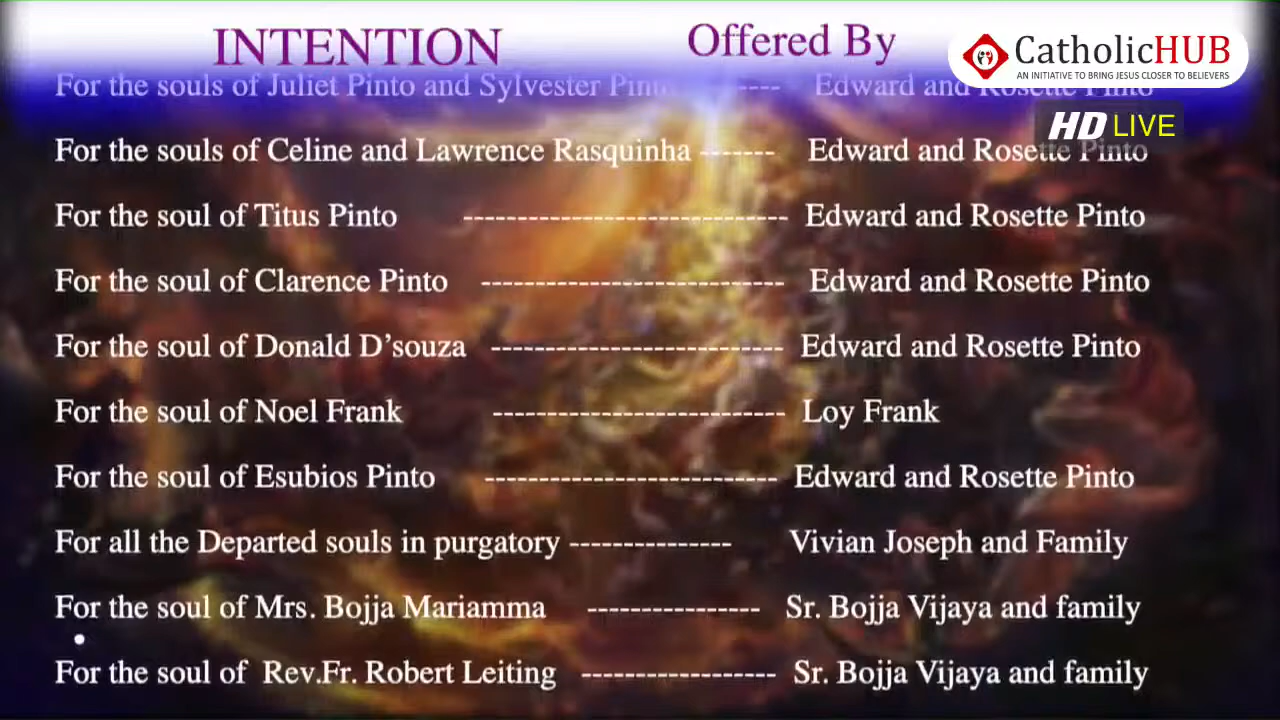 INTENTION Offered By
CatholicHUB
AN INITIATIVE TO BRING JESUS CLOSER TO BELIEVERS
For the souls of Juliet Pinto and Sylvester Pinto ---- Edward and Rosette Pinto
HD LIVE
For the souls of Celine and Lawrence Rasquinha ------- Edward and Rosette Pinto
For the soul of Titus Pinto ------------------------------ Edward and Rosette Pinto
For the soul of Clarence Pinto ---------------------------- Edward and Rosette Pinto
For the soul of Donald D’souza --------------------------- Edward and Rosette Pinto
For the soul of Noel Frank --------------------------- Loy Frank
For the soul of Esubios Pinto --------------------------- Edward and Rosette Pinto
For all the Departed souls in purgatory --------------- Vivian Joseph and Family
For the soul of Mrs. Bojja Mariamma ---------------- Sr. Bojja Vijaya and family
For the soul of Rev.Fr. Robert Leiting ------------------ Sr. Bojja Vijaya and family